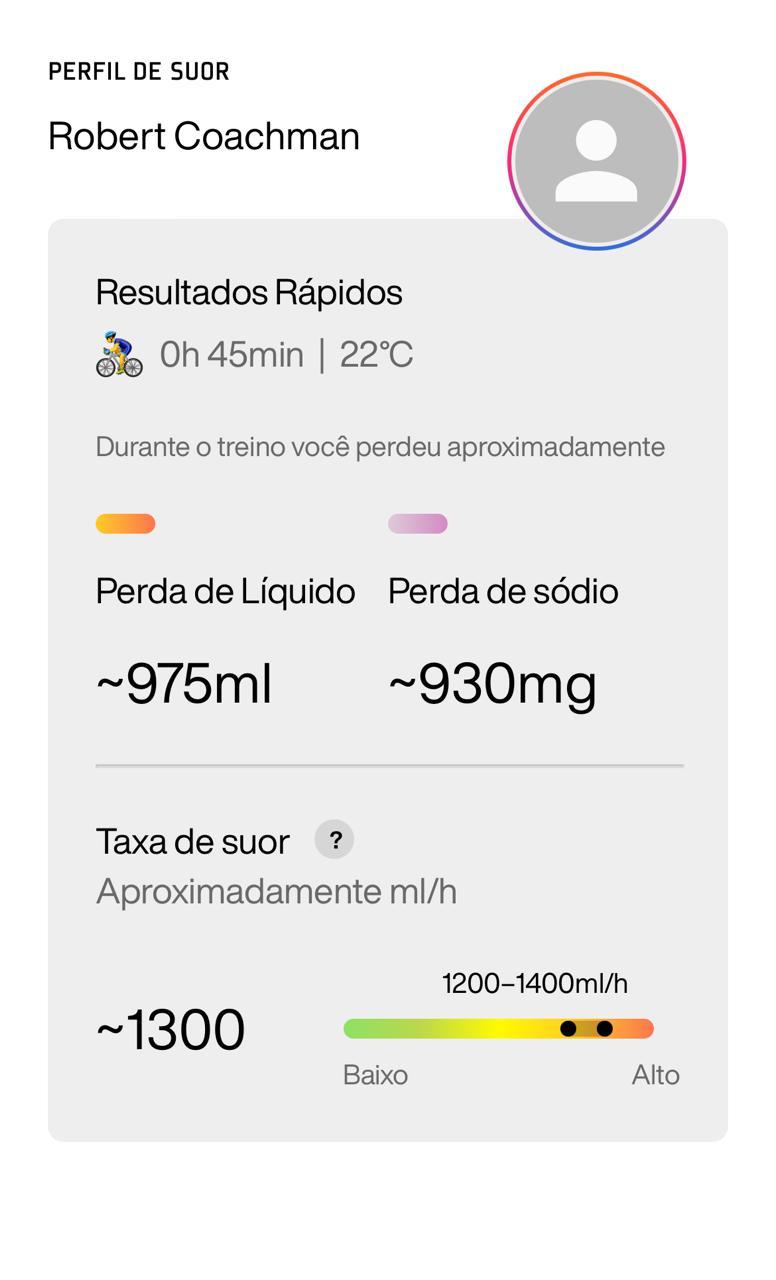 PERFIL DE SUOR
Robert Coachman
Resultados Rápidos
0h 45min | 22°C
Durante o treino você perdeu aproximadamente
Perda de Líquido Perda de sódio
~975ml ~930mg
Taxa de suor ?
Aproximadamente ml/h
1200–1400ml/h
~1300
Baixo Alto